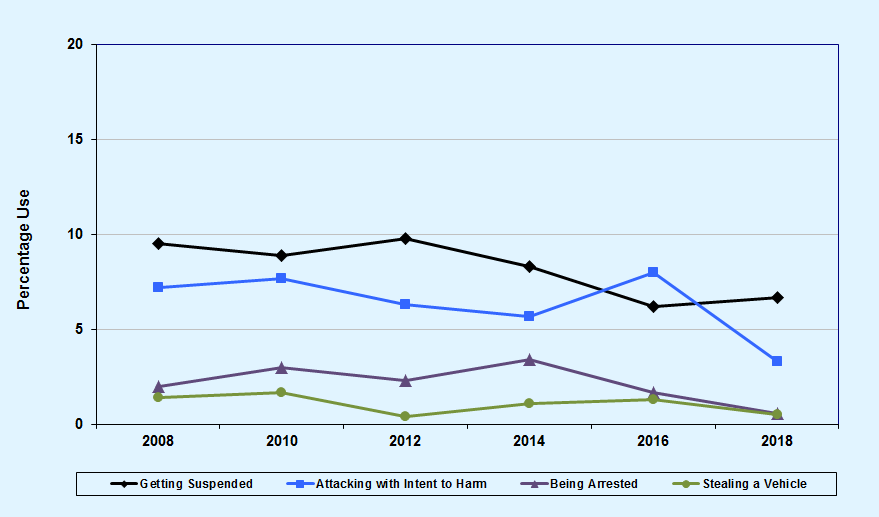 20
15
10
5
0
Percentage Use
2008 2010 2012 2014 2016 2018
Getting Suspended Attacking with Intent to Harm Being Arrested Stealing a Vehicle